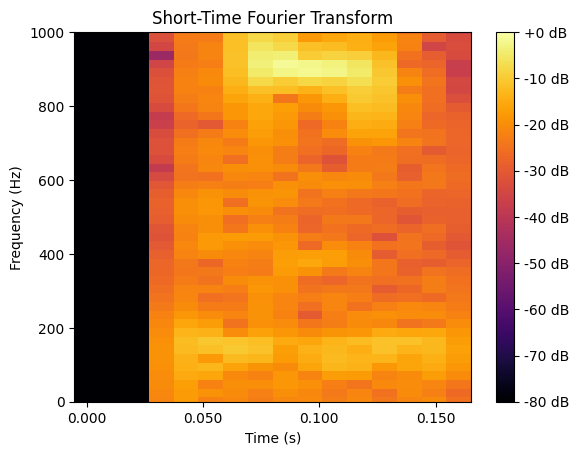 Short-Time Fourier Transform
Frequency (Hz)
1000
800
600
400
200
0
0.000
0.050
0.100
0.150
Time (s)
+0 dB
-10 dB
-20 dB
-30 dB
-40 dB
-50 dB
-60 dB
-70 dB
-80 dB